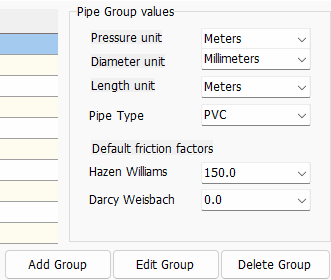 Pipe Group values
Pressure unit Meters
Diameter unit Millimeters
Length unit Meters
Pipe Type PVC
Default friction factors
Hazen Williams 150.0
Darcy Weisbach 0.0
Add Group Edit Group Delete Group